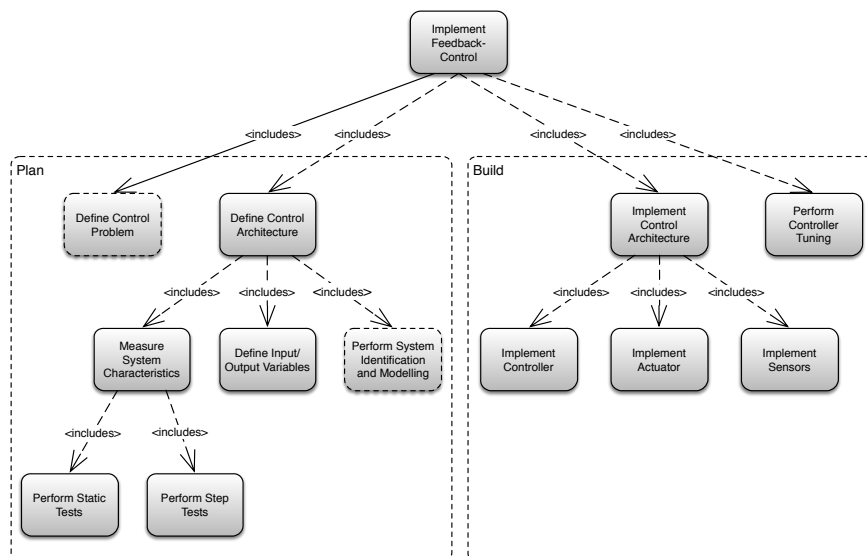 Implement
Feedback-
Control
<includes>
<includes>
<includes>
<includes>
Plan
Build
Define Control
Problem
Define Control
Architecture
Implement
Control
Architecture
Perform
Controller
Tuning
<includes>
<includes>
<includes>
<includes>
<includes>
<includes>
Measure
System
Characteristics
Define Input/
Output Variables
Perform System
Identification
and Modelling
Implement
Controller
Implement
Actuator
Implement
Sensors
<includes>
<includes>
Perform Static
Tests
Perform Step
Tests